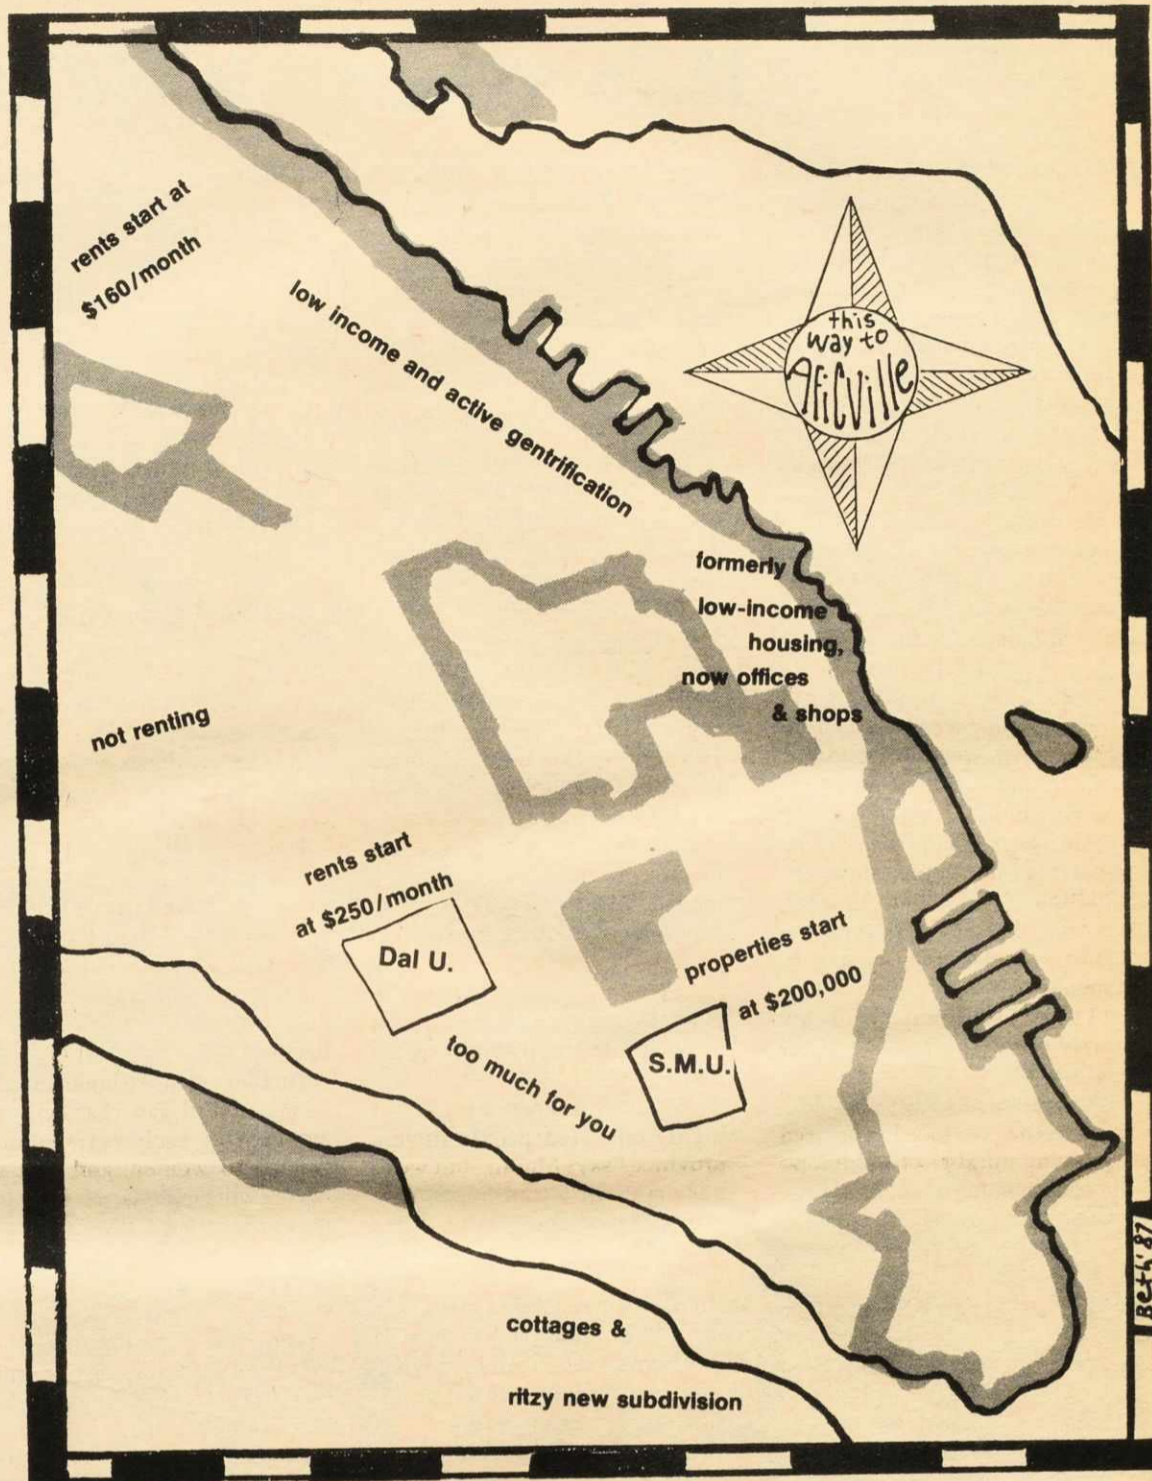 rents start at
$160/month
low income and active gentrification
this
way to
Africville
formerly
low-income
housing,
now offices
& shops
not renting
rents start
at $250/month
Dal U.
properties start
at $200,000
S.M.U.
too much for you
cottages &
ritzy new subdivision
Beth '87